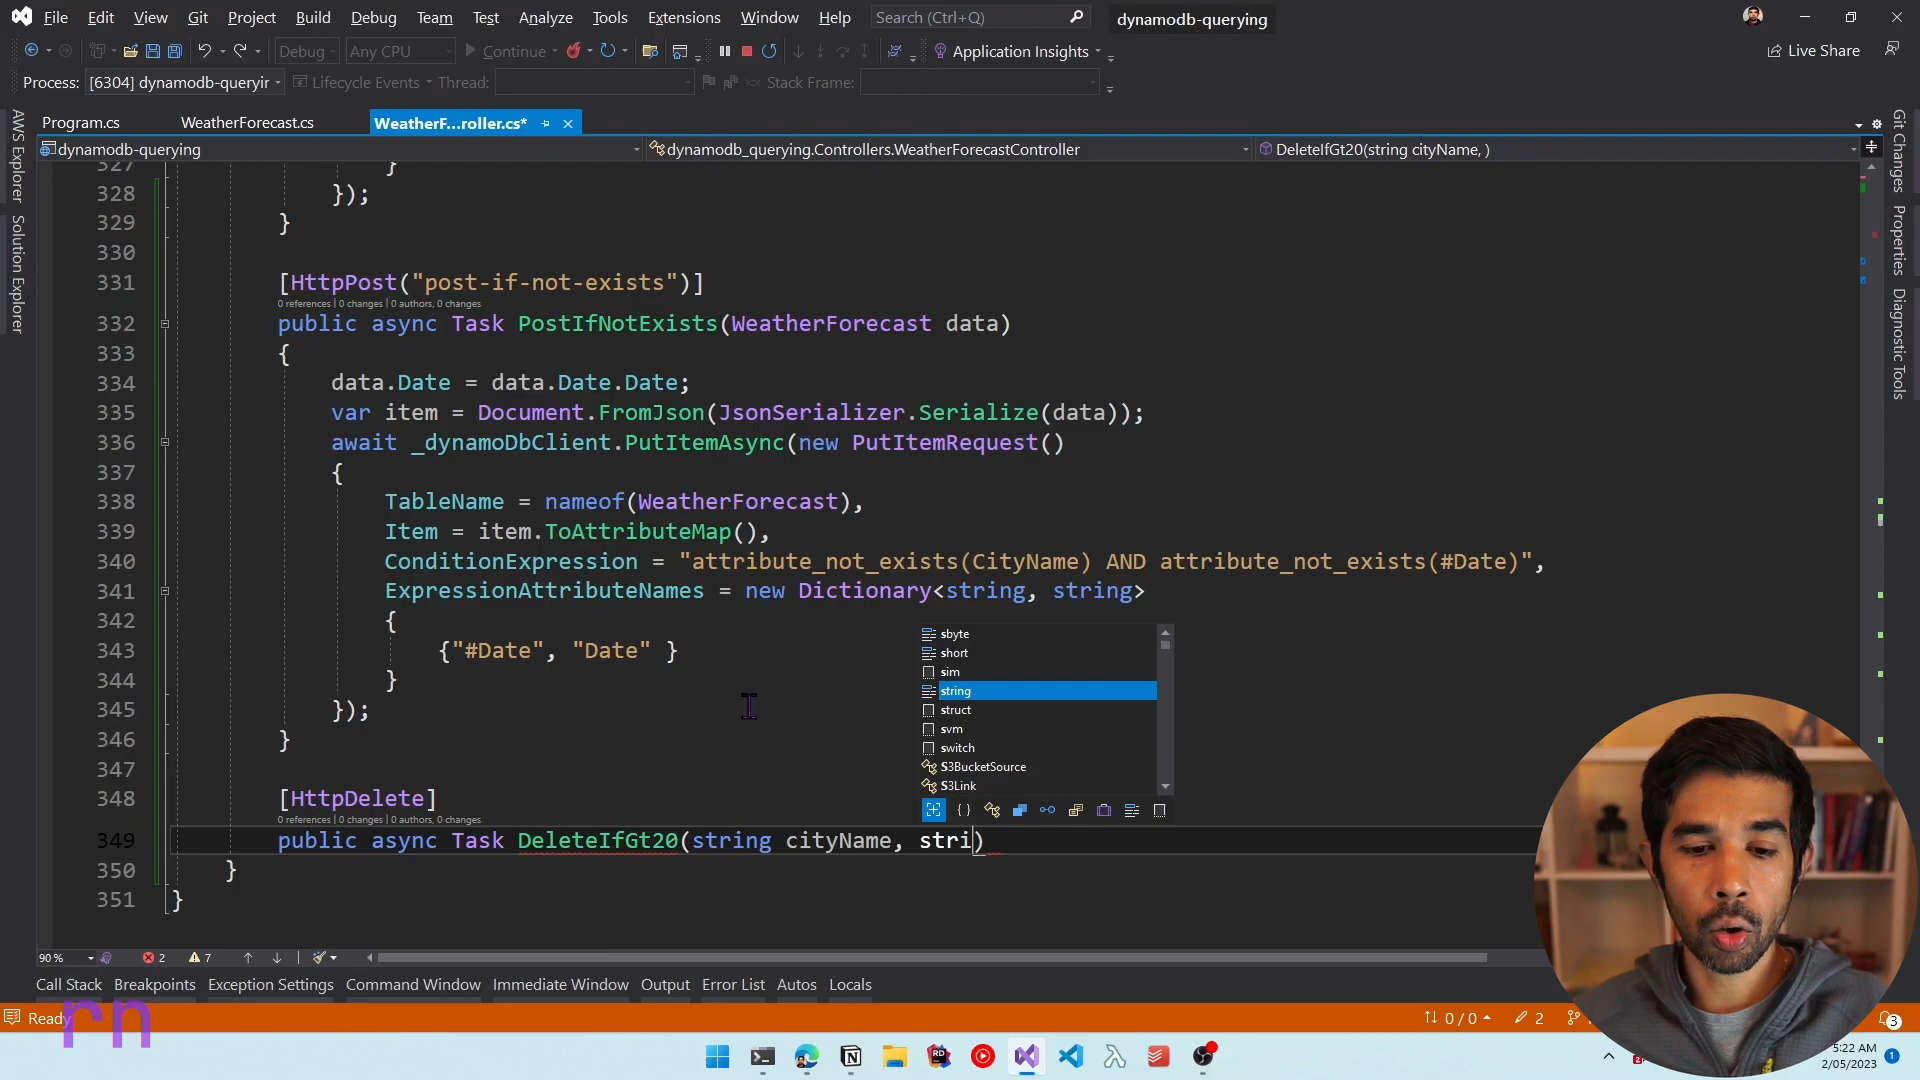 File Edit View Git Project Build Debug Team Test Analyze Tools Extensions Window Help Search (Ctrl+Q) dynamodb-querying
Debug Any CPU Continue Application Insights Live Share
Process: [6304] dynamodb-queryir Lifecycle Events Thread: Stack Frame:
Program.cs WeatherForecast.cs WeatherF...roller.cs*
dynamodb-querying dynamodb_querying.Controllers.WeatherForecastController DeleteIfGt20(string cityName, )
AWS Explorer
Solution Explorer
Git Changes
Properties
Diagnostic Tools
327 }
328 });
329 }
330
331 [HttpPost("post-if-not-exists")]
0 references | 0 changes | 0 authors, 0 changes
332 public async Task PostIfNotExists(WeatherForecast data)
333 {
334 data.Date = data.Date.Date;
335 var item = Document.FromJson(JsonSerializer.Serialize(data));
336 await _dynamoDbClient.PutItemAsync(new PutItemRequest()
337 {
338 TableName = nameof(WeatherForecast),
339 Item = item.ToAttributeMap(),
340 ConditionExpression = "attribute_not_exists(CityName) AND attribute_not_exists(#Date)",
341 ExpressionAttributeNames = new Dictionary<string, string>
342 {
343 {"#Date", "Date" }
344 }
345 });
346 }
347
348 [HttpDelete]
0 references | 0 changes | 0 authors, 0 changes
349 public async Task DeleteIfGt20(string cityName, stri)
350 }
351 }
sbyte
short
sim
string
struct
svm
switch
S3BucketSource
S3Link
90 % 2 7
Call Stack Breakpoints Exception Settings Command Window Immediate Window Output Error List Autos Locals
Ready 0 / 0 2 3
rn
5:22 AM
2/05/2023
1